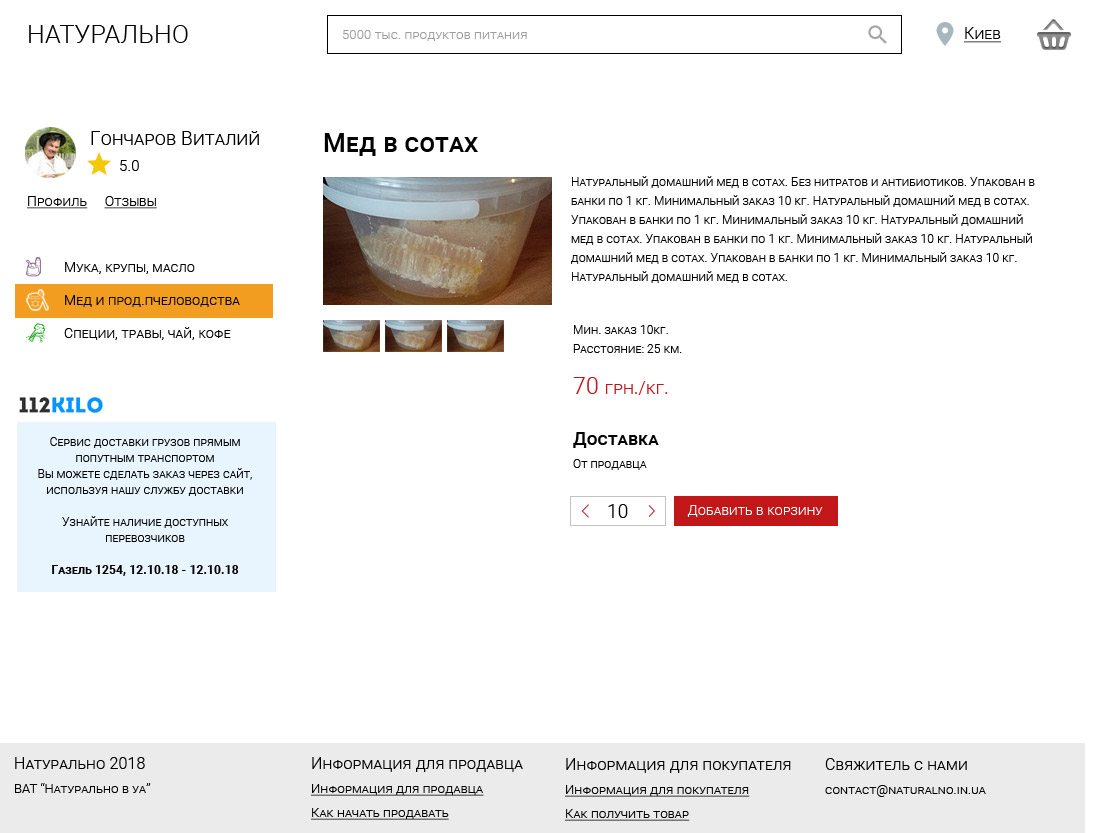 НАТУРАЛЬНО
5000 тыс. продуктов питания
Киев
Гончаров Виталий
5.0
Профиль Отзывы
Мука, крупы, масло
Мед и прод.пчеловодства
Специи, травы, чай, кофе
112KILO
Сервис доставки грузов прямым
попутным транспортом
Вы можете сделать заказ через сайт,
используя нашу службу доставки
Узнайте наличие доступных
перевозчиков
Газель 1254, 12.10.18 - 12.10.18
Мед в сотах
Натуральный домашний мед в сотах. Без нитратов и антибиотиков. Упакован в
банки по 1 кг. Минимальный заказ 10 кг. Натуральный домашний мед в сотах.
Упакован в банки по 1 кг. Минимальный заказ 10 кг. Натуральный домашний
мед в сотах. Упакован в банки по 1 кг. Минимальный заказ 10 кг. Натуральный
домашний мед в сотах. Упакован в банки по 1 кг. Минимальный заказ 10 кг.
Натуральный домашний мед в сотах.
Мин. заказ 10кг.
Расстояние: 25 км.
70 грн./кг.
Доставка
От продавца
10
Добавить в корзину
Натурально 2018
ВАТ “Натурально в уа”
Информация для продавца
Информация для продавца
Как начать продавать
Информация для покупателя
Информация для покупателя
Как получить товар
Свяжитель с нами
contact@naturalno.in.ua